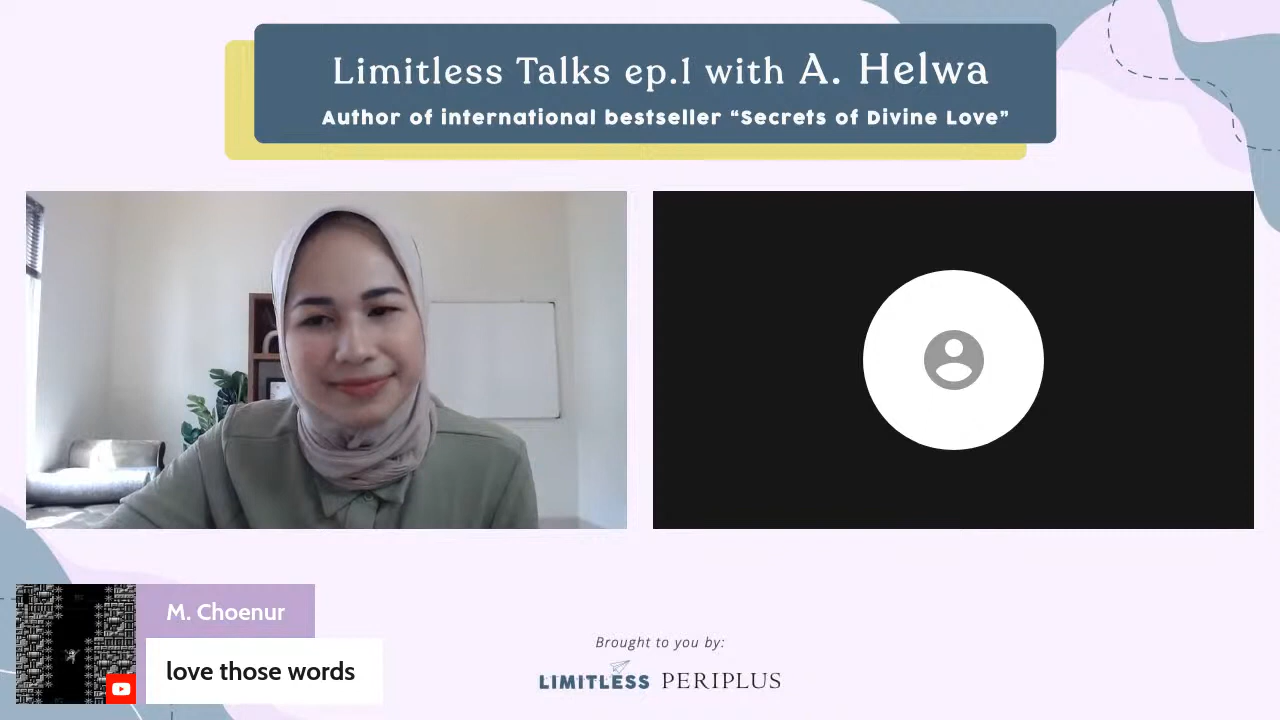 Limitless Talks ep.1 with A. Helwa
Author of international bestseller “Secrets of Divine Love”
M. Choenur
love those words
Brought to you by:
LIMITLESS PERIPLUS